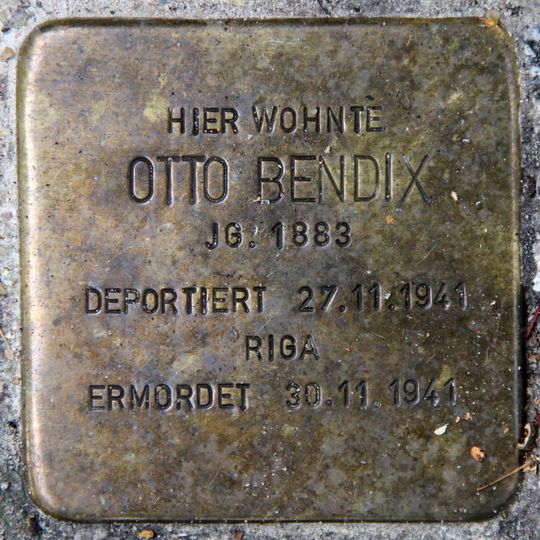 HIER WOHNTE
OTTO BENDIX
JG. 1883
DEPORTIERT 27.11.1941
RIGA
ERMORDET 30.11.1941